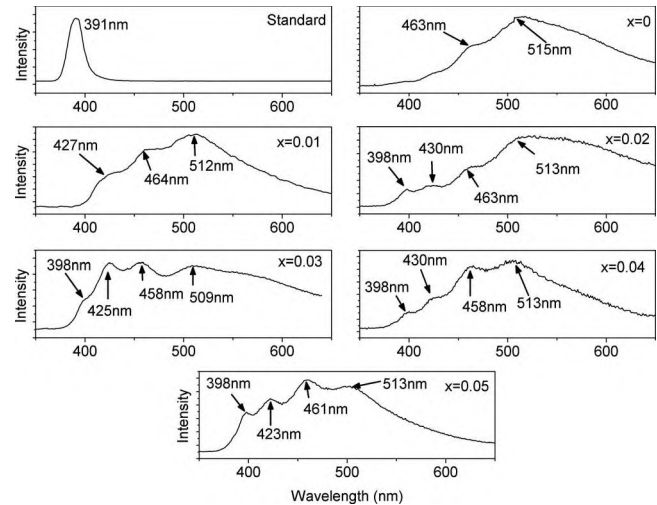 Intensity
391nm
Standard
400
500
600
463nm
515nm
x=0
400
500
600
Intensity
427nm
464nm
512nm
x=0.01
400
500
600
398nm
430nm
463nm
513nm
x=0.02
400
500
600
Intensity
398nm
425nm
458nm
509nm
x=0.03
400
500
600
398nm
430nm
458nm
513nm
x=0.04
400
500
600
Intensity
398nm
423nm
461nm
513nm
x=0.05
400
500
600
Wavelength (nm)